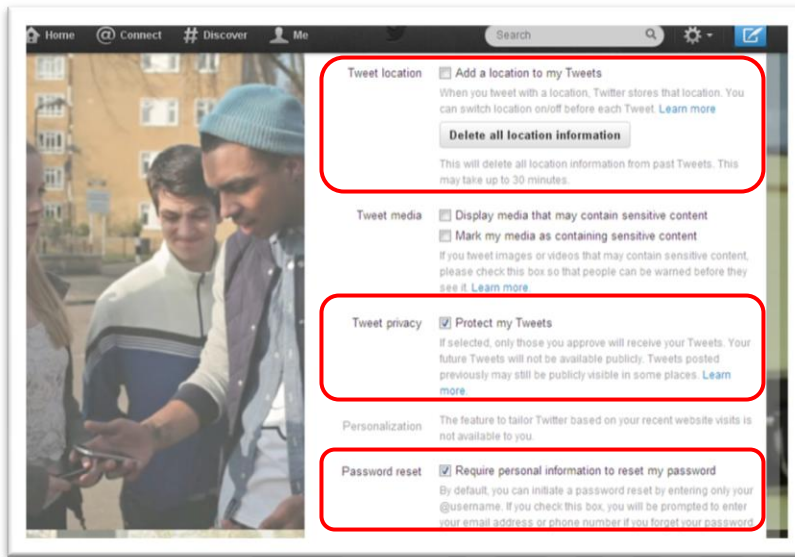 Home @ Connect # Discover Me Search
Tweet location Add a location to my Tweets
When you tweet with a location, Twitter stores that location. You
can switch location on/off before each Tweet. Learn more
Delete all location information
This will delete all location information from past Tweets. This
may take up to 30 minutes.
Tweet media Display media that may contain sensitive content
Mark my media as containing sensitive content
If you tweet images or videos that may contain sensitive content,
please check this box so that people can be warned before they
see it. Learn more.
Tweet privacy Protect my Tweets
If selected, only those you approve will receive your Tweets. Your
future Tweets will not be available publicly. Tweets posted
previously may still be publicly visible in some places. Learn
more.
Personalization The feature to tailor Twitter based on your recent website visits is
not available to you.
Password reset Require personal information to reset my password
By default, you can initiate a password reset by entering only your
@username. If you check this box, you will be prompted to enter
your email address or phone number if you forget your password.